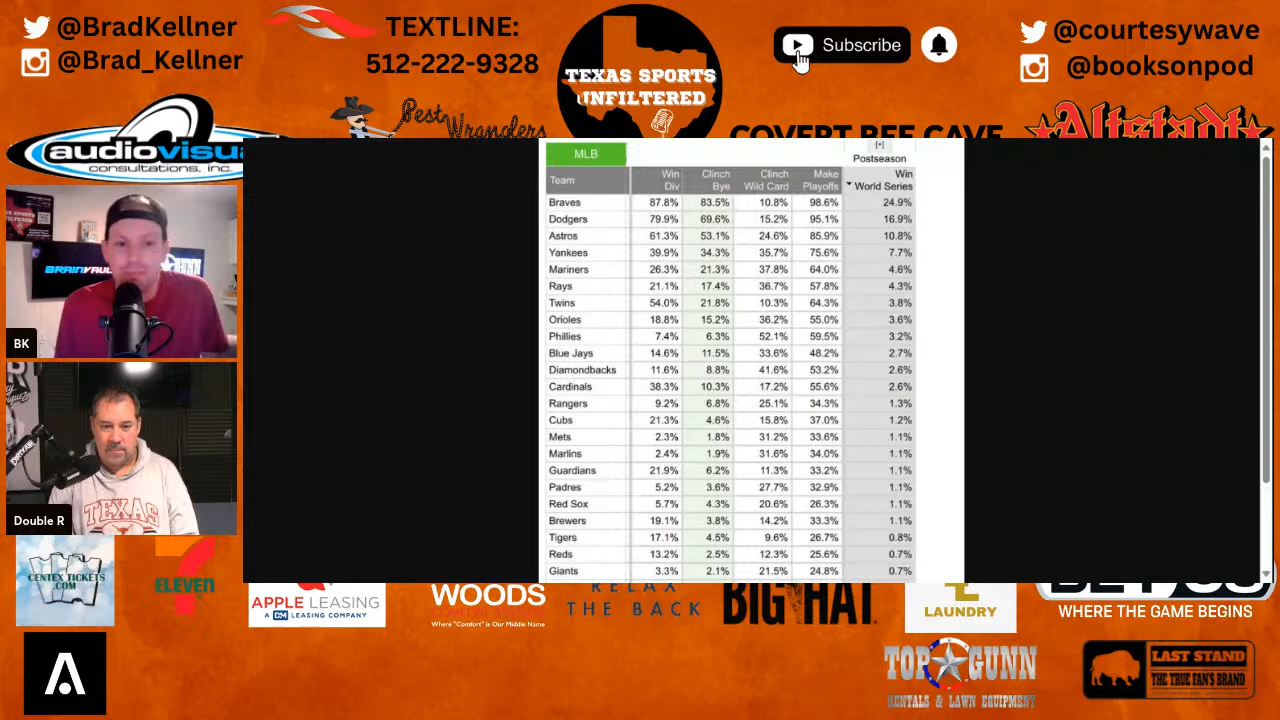 @BradKellner
@Brad_Kellner
TEXTLINE:
512-222-9328
TEXAS SPORTS
UNFILTERED
Subscribe
@courtesywave
@booksonpod
audiovisua
consultations, inc.
Pest
Wranglers
COVERT BEE CAVE
Altstadt
MLB
[+]
Postseason
Team Win Div Clinch Bye Clinch Wild Card Make Playoffs Win World Series
Braves 87.8% 83.5% 10.8% 98.6% 24.9%
Dodgers 79.9% 69.6% 15.2% 95.1% 16.9%
Astros 61.3% 53.1% 24.6% 85.9% 10.8%
Yankees 39.9% 34.3% 35.7% 75.6% 7.7%
Mariners 26.3% 21.3% 37.8% 64.0% 4.6%
Rays 21.1% 17.4% 36.7% 57.8% 4.3%
Twins 54.0% 21.8% 10.3% 64.3% 3.8%
Orioles 18.8% 15.2% 36.2% 55.0% 3.6%
Phillies 7.4% 6.3% 52.1% 59.5% 3.2%
Blue Jays 14.6% 11.5% 33.6% 48.2% 2.7%
Diamondbacks 11.6% 8.8% 41.6% 53.2% 2.6%
Cardinals 38.3% 10.3% 17.2% 55.6% 2.6%
Rangers 9.2% 6.8% 25.1% 34.3% 1.3%
Cubs 21.3% 4.6% 15.8% 37.0% 1.2%
Mets 2.3% 1.8% 31.2% 33.6% 1.1%
Marlins 2.4% 1.9% 31.6% 34.0% 1.1%
Guardians 21.9% 6.2% 11.3% 33.2% 1.1%
Padres 5.2% 3.6% 27.7% 32.9% 1.1%
Red Sox 5.7% 4.3% 20.6% 26.3% 1.1%
Brewers 19.1% 3.8% 14.2% 33.3% 1.1%
Tigers 17.1% 4.5% 9.6% 26.7% 0.8%
Reds 13.2% 2.5% 12.3% 25.6% 0.7%
Giants 3.3% 2.1% 21.5% 24.8% 0.7%
BRAINVAUL
GUNN
BK
TEXAS
Double R
CENTEX TICKETS
.COM
ELEVEN
APPLE LEASING
A GM LEASING COMPANY
WOODS
Where "Comfort" is Our Middle Name
RELAX
THE BACK
BIG HAT
LAUNDRY
WHERE THE GAME BEGINS
TOP GUNN
RENTALS & LAWN EQUIPMENT
LAST STAND
THE TRUE FAN'S BRAND